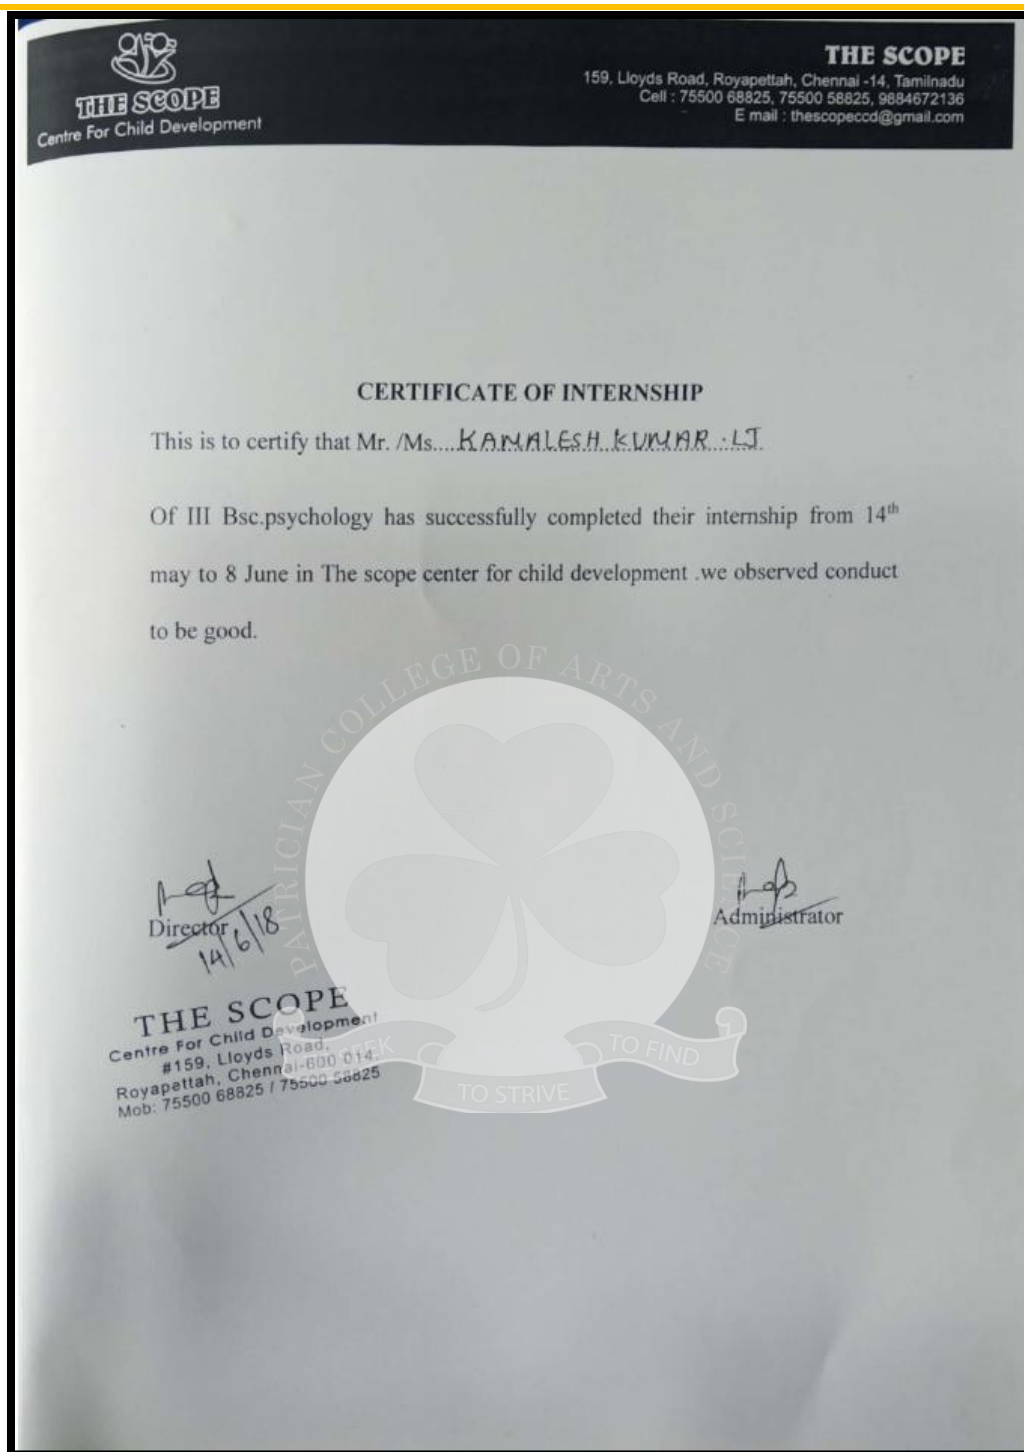 THE SCOPE
Centre For Child Development
THE SCOPE
159, Lloyds Road, Royapettah, Chennai -14, Tamilnadu
Cell : 75500 68825, 75500 58825, 9884672136
E mail : thescopeccd@gmail.com
CERTIFICATE OF INTERNSHIP
This is to certify that Mr. /Ms....KAMALESH KUMAR .LJ
Of III Bsc.psychology has successfully completed their internship from 14th
may to 8 June in The scope center for child development .we observed conduct
to be good.
PATRICIAN COLLEGE OF ARTS AND SCIENCE
Director
14/6/18
Administrator
THE SCOPE
Centre For Child Development
#159, Lloyds Road,
Royapettah, Chennai-600 014.
Mob: 75500 68825 / 75500 58825
SEEK
TO STRIVE
TO FIND